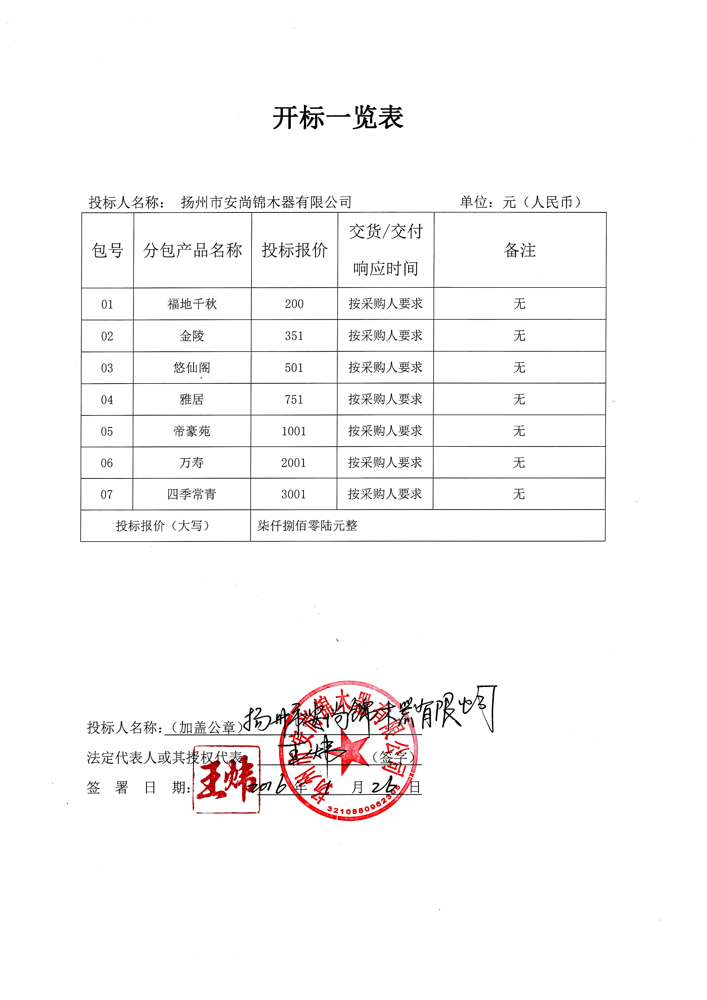 开标一览表
投标人名称： 扬州市安尚锦木器有限公司 单位：元（人民币）
包号 分包产品名称 投标报价 交货/交付响应时间 备注
01 福地千秋 200 按采购人要求 无
02 金陵 351 按采购人要求 无
03 悠仙阁 501 按采购人要求 无
04 雅居 751 按采购人要求 无
05 帝豪苑 1001 按采购人要求 无
06 万寿 2001 按采购人要求 无
07 四季常青 3001 按采购人要求 无
投标报价（大写） 柒仟捌佰零陆元整
投标人名称：（加盖公章）扬州市安尚锦木器有限公司
法定代表人或其授权代表： 王炜 （签字）
签署日期： 2016 年 1 月 26 日
王炜
扬州市安尚锦木器有限公司
3210880962395